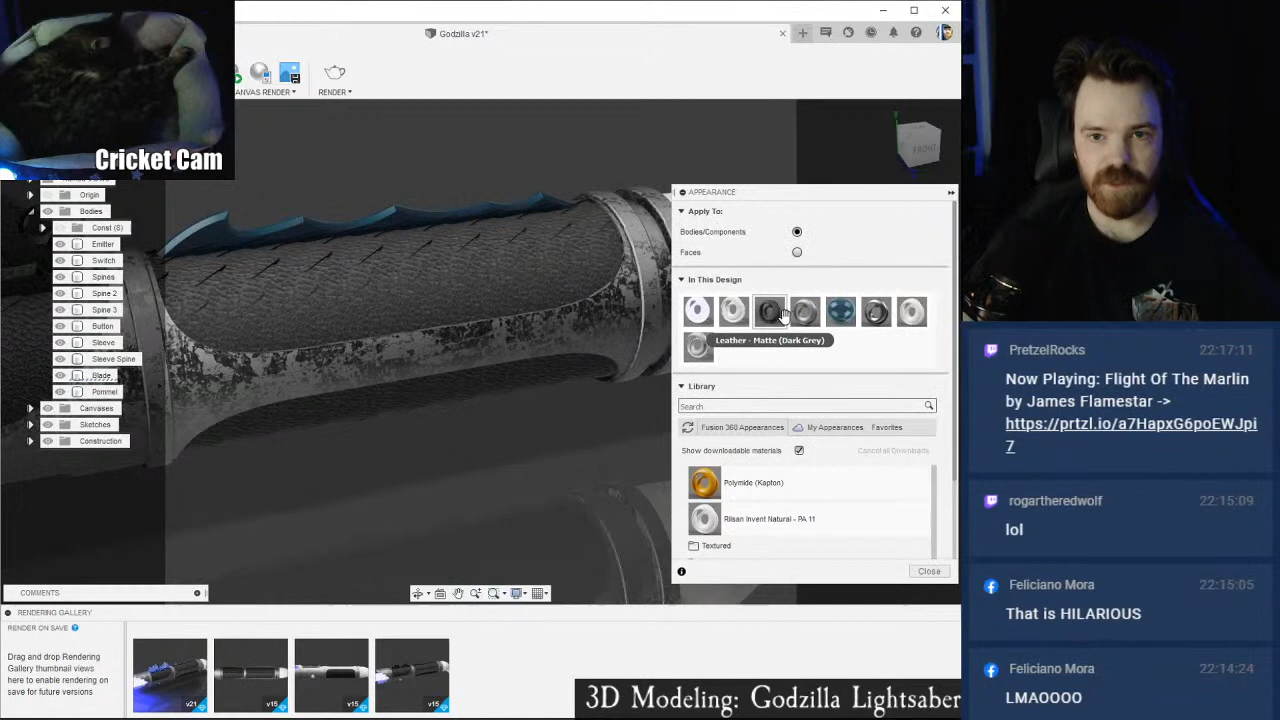 Godzilla v21*
RENDER
RENDER
Cricket Cam
FRONT
Origin
Bodies
Const (8)
Emitter
Switch
Spines
Spine 2
Spine 3
Button
Sleeve
Sleeve Spine
Blade
Pommel
Canvases
Sketches
Construction
APPEARANCE
Apply To:
Bodies/Components
Faces
In This Design
Leather - Matte (Dark Grey)
Library
Search
Fusion 360 Appearances
My Appearances
Favorites
Show downloadable materials
Cancel all Downloads
Polymide (Kapton)
Rilsan Invent Natural - PA 11
Textured
Close
COMMENTS
RENDERING GALLERY
RENDER ON SAVE
Drag and drop Rendering
Gallery thumbnail views
here to enable rendering on
save for future versions
v21
v15
v15
v15
3D Modeling: Godzilla Lightsaber
PretzelRocks 22:17:11
Now Playing: Flight Of The Marlin
by James Flamestar ->
https://prtzl.io/a7HapxG6poEWJpi
7
rogartheredwolf 22:15:09
lol
Feliciano Mora 22:15:05
That is HILARIOUS
Feliciano Mora 22:14:24
LMAOOOO